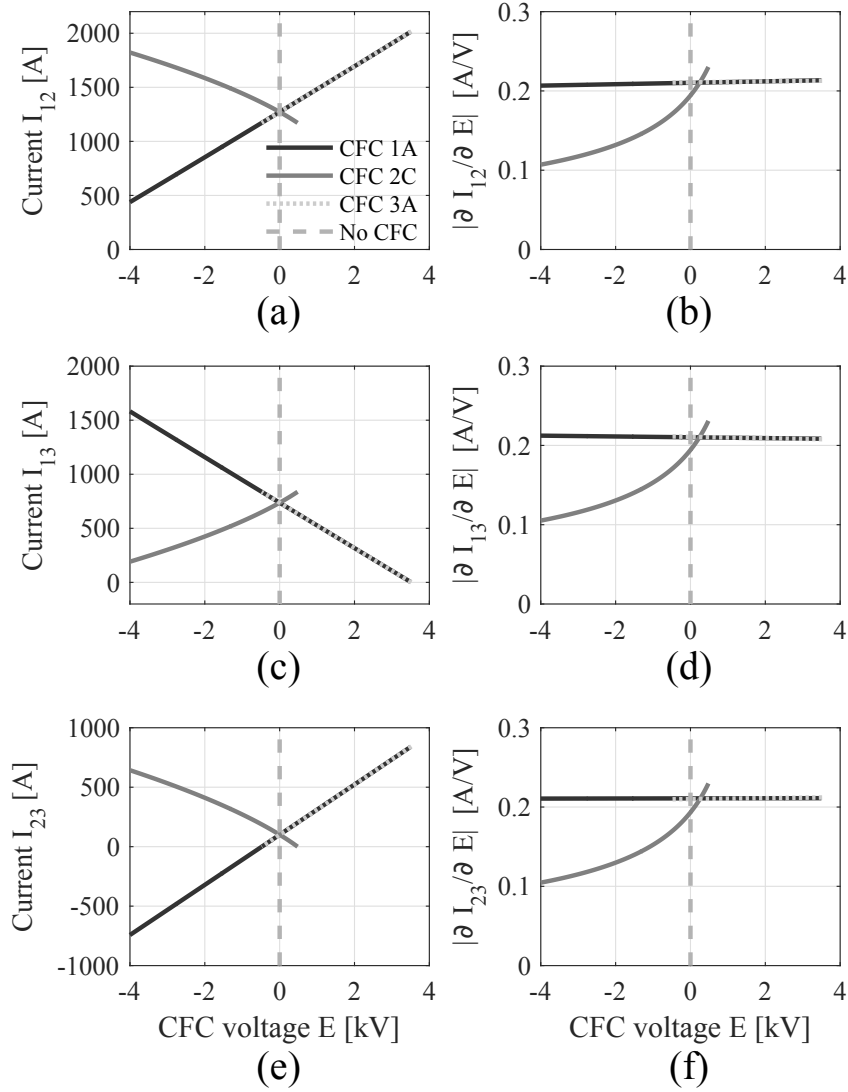 Current I12 [A]
2000
1500
1000
500
0
CFC 1A
CFC 2C
CFC 3A
No CFC
-4 -2 0 2 4
(a)
|∂ I12/∂ E| [A/V]
0.3
0.2
0.1
0
-4 -2 0 2 4
(b)
Current I13 [A]
2000
1500
1000
500
0
-4 -2 0 2 4
(c)
|∂ I13/∂ E| [A/V]
0.3
0.2
0.1
0
-4 -2 0 2 4
(d)
Current I23 [A]
1000
500
0
-500
-1000
-4 -2 0 2 4
CFC voltage E [kV]
(e)
|∂ I23/∂ E| [A/V]
0.3
0.2
0.1
0
-4 -2 0 2 4
CFC voltage E [kV]
(f)